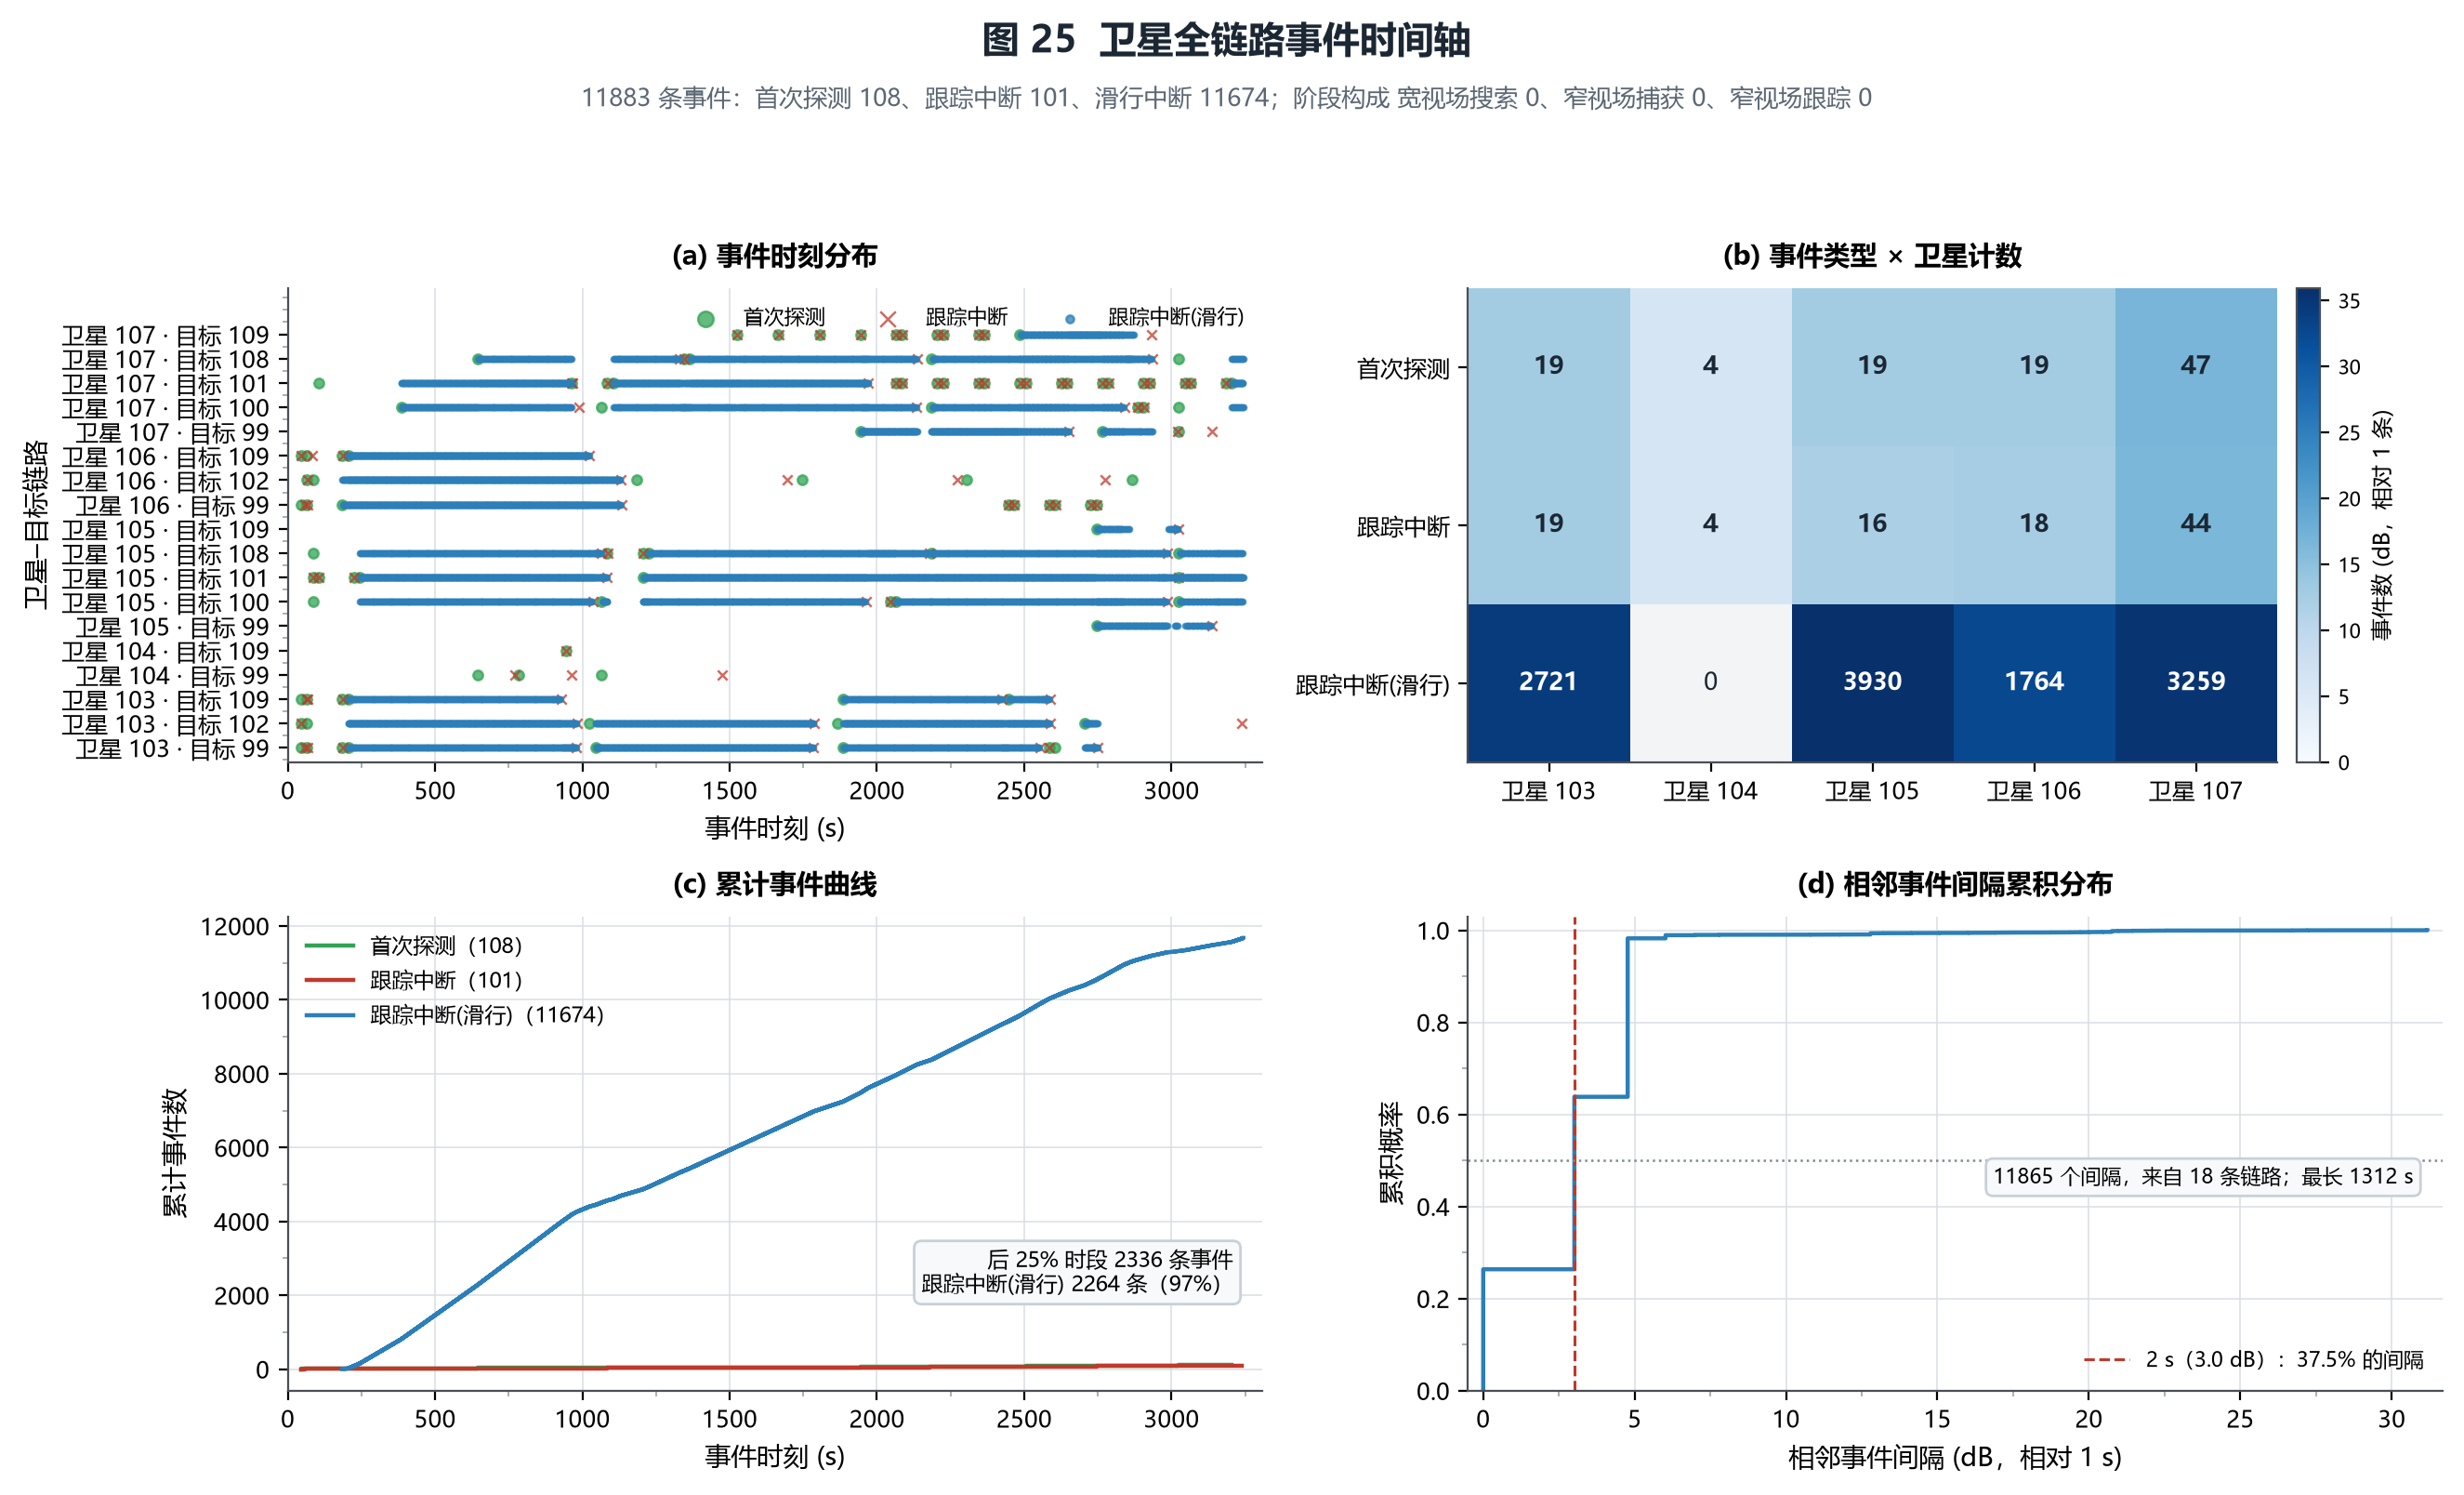 图 25 卫星全链路事件时间轴
11883 条事件：首次探测 108、跟踪中断 101、滑行中断 11674；阶段构成 宽视场搜索 0、窄视场捕获 0、窄视场跟踪 0
(a) 事件时刻分布
首次探测
跟踪中断
跟踪中断(滑行)
卫星–目标链路
卫星 107 · 目标 109
卫星 107 · 目标 108
卫星 107 · 目标 101
卫星 107 · 目标 100
卫星 107 · 目标 99
卫星 106 · 目标 109
卫星 106 · 目标 102
卫星 106 · 目标 99
卫星 105 · 目标 109
卫星 105 · 目标 108
卫星 105 · 目标 101
卫星 105 · 目标 100
卫星 105 · 目标 99
卫星 104 · 目标 109
卫星 104 · 目标 99
卫星 103 · 目标 109
卫星 103 · 目标 102
卫星 103 · 目标 99
0 500 1000 1500 2000 2500 3000
事件时刻 (s)
(b) 事件类型 × 卫星计数
首次探测 19 4 19 19 47
跟踪中断 19 4 16 18 44
跟踪中断(滑行) 2721 0 3930 1764 3259
卫星 103 卫星 104 卫星 105 卫星 106 卫星 107
35
30
25
20
15
10
5
0
事件数 (dB，相对 1 条)
(c) 累计事件曲线
首次探测（108）
跟踪中断（101）
跟踪中断(滑行)（11674）
累计事件数
12000
10000
8000
6000
4000
2000
0
后 25% 时段 2336 条事件
跟踪中断(滑行) 2264 条（97%）
0 500 1000 1500 2000 2500 3000
事件时刻 (s)
(d) 相邻事件间隔累积分布
累积概率
1.0
0.8
0.6
0.4
0.2
0.0
11865 个间隔，来自 18 条链路；最长 1312 s
2 s（3.0 dB）：37.5% 的间隔
0 5 10 15 20 25 30
相邻事件间隔 (dB，相对 1 s)